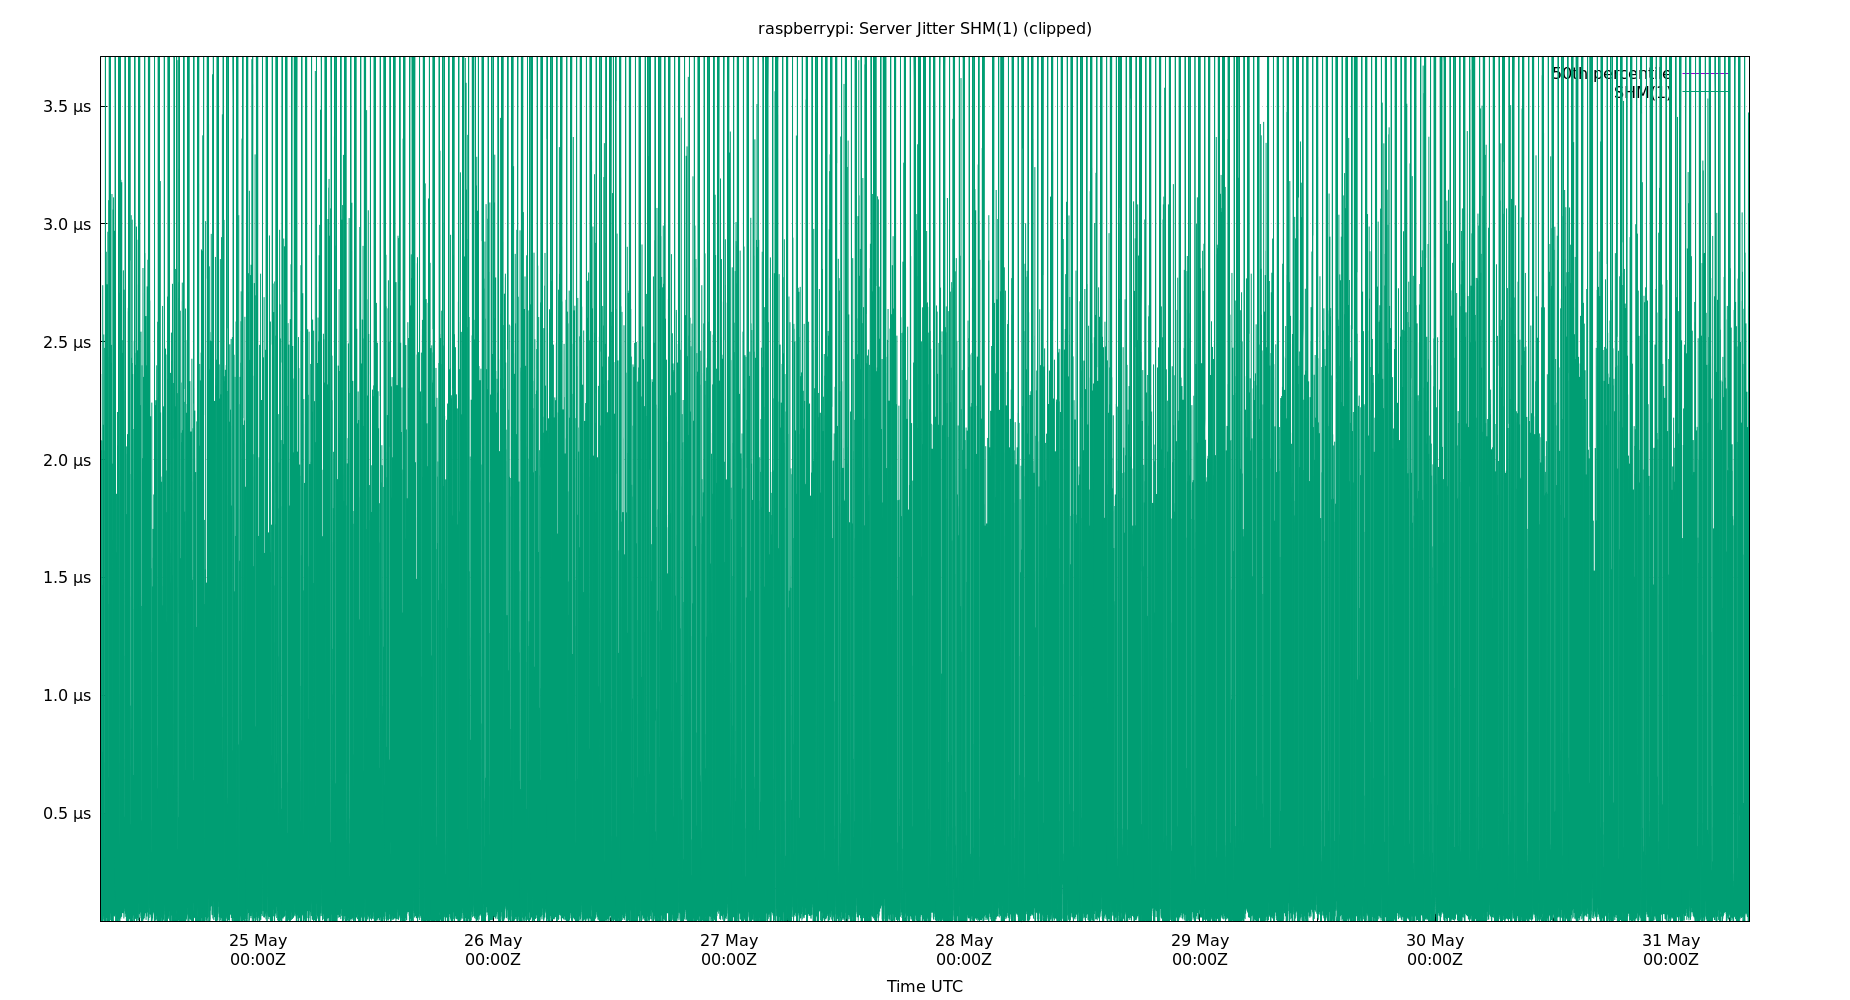 raspberrypi: Server Jitter SHM(1) (clipped)
50th percentile
SHM(1)
3.5 µs
3.0 µs
2.5 µs
2.0 µs
1.5 µs
1.0 µs
0.5 µs
25 May 26 May 27 May 28 May 29 May 30 May 31 May
00:00Z 00:00Z 00:00Z 00:00Z 00:00Z 00:00Z 00:00Z
Time UTC